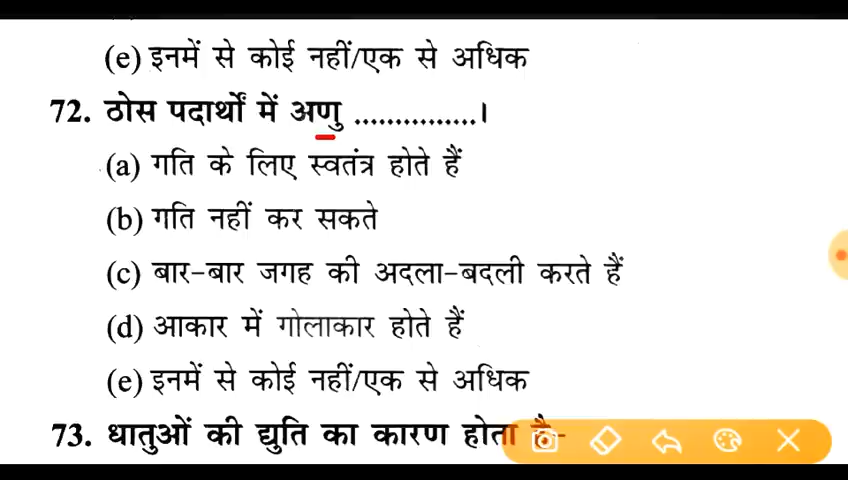 (e) इनमें से कोई नहीं/एक से अधिक
72. ठोस पदार्थों में अणु ...............।
(a) गति के लिए स्वतंत्र होते हैं
(b) गति नहीं कर सकते
(c) बार-बार जगह की अदला-बदली करते हैं
(d) आकार में गोलाकार होते हैं
(e) इनमें से कोई नहीं/एक से अधिक
73. धातुओं की द्युति का कारण होता है-